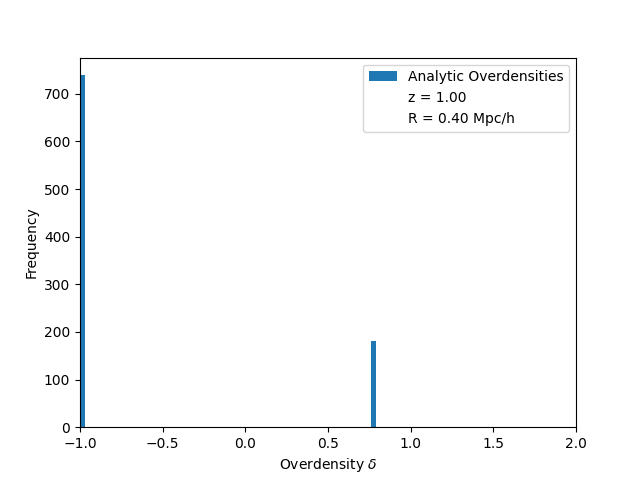 Analytic Overdensities
z = 1.00
R = 0.40 Mpc/h
Frequency
700
600
500
400
300
200
100
0
−1.0 −0.5 0.0 0.5 1.0 1.5 2.0
Overdensity δ